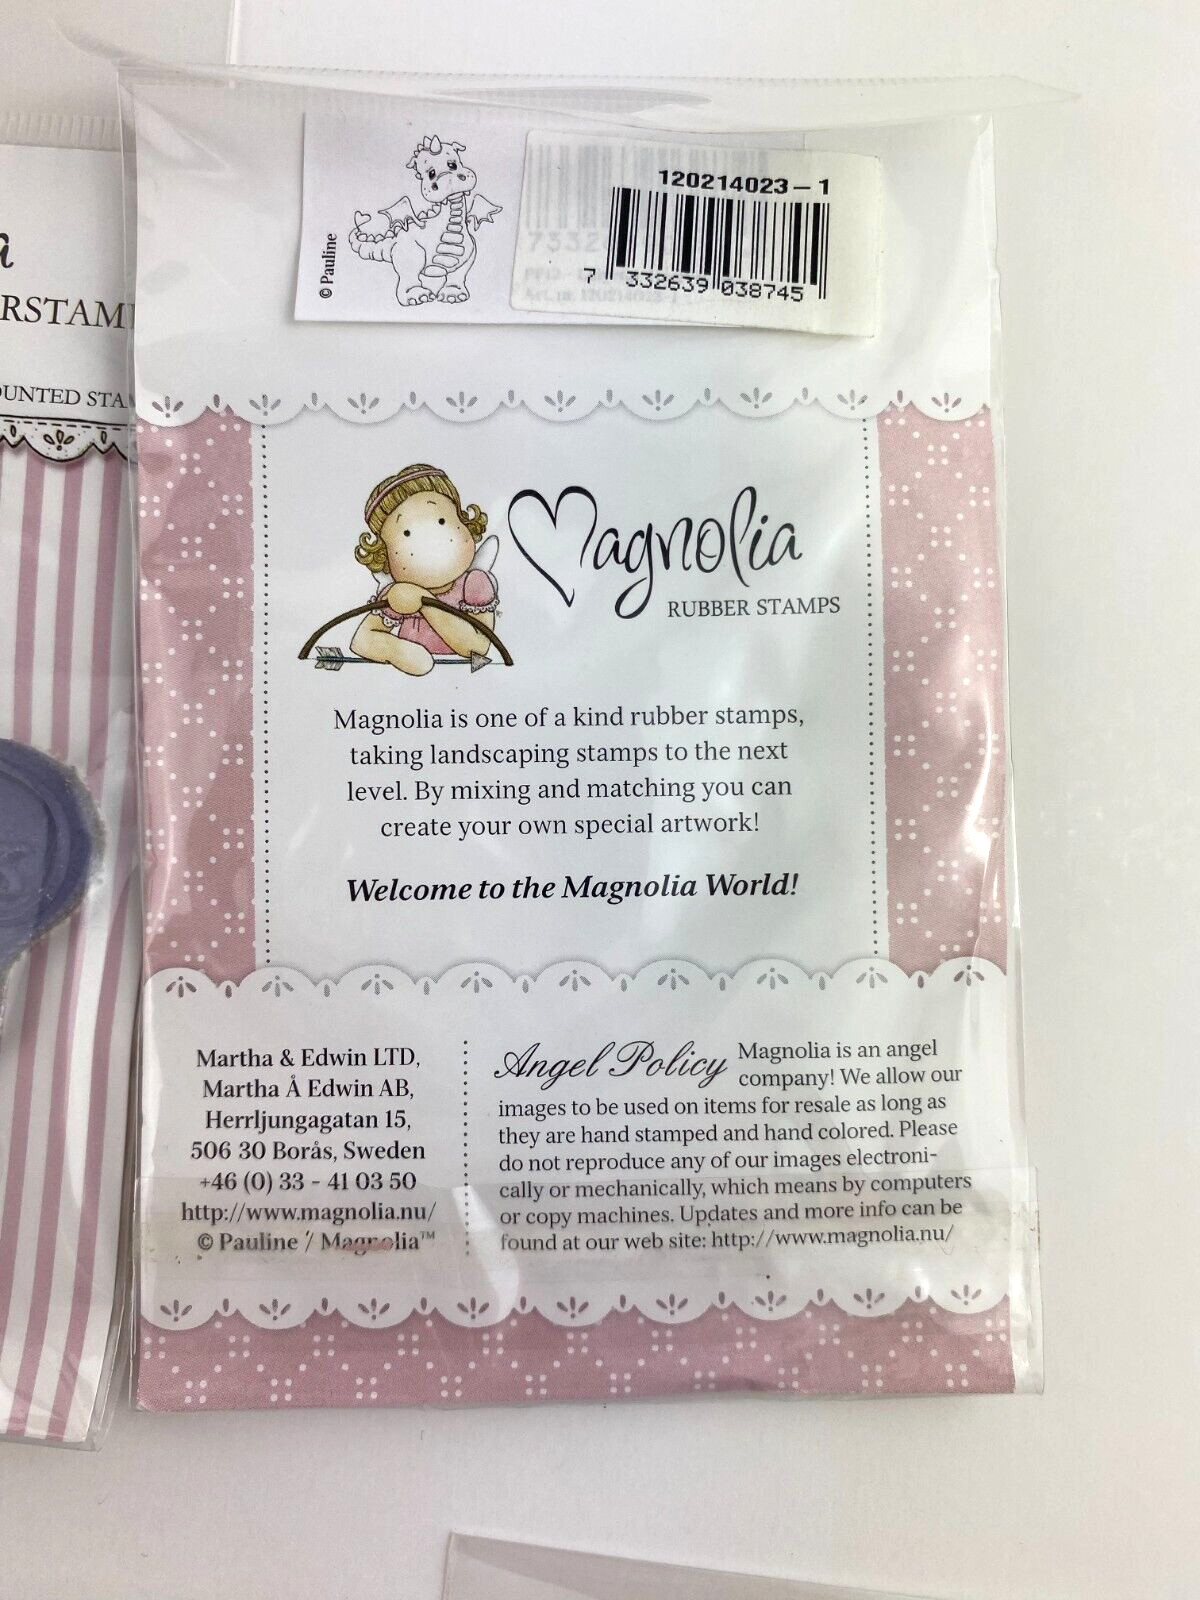 © Pauline
120214023-1
7 332639 038745
RSTAM
OUNTED STA
Magnolia
RUBBER STAMPS
Magnolia is one of a kind rubber stamps,
taking landscaping stamps to the next
level. By mixing and matching you can
create your own special artwork!
Welcome to the Magnolia World!
Martha & Edwin LTD,
Martha Å Edwin AB,
Herrljungagatan 15,
506 30 Borås, Sweden
+46 (0) 33 - 41 03 50
http://www.magnolia.nu/
© Pauline / Magnolia™
Angel Policy Magnolia is an angel
company! We allow our
images to be used on items for resale as long as
they are hand stamped and hand colored. Please
do not reproduce any of our images electroni-
cally or mechanically, which means by computers
or copy machines. Updates and more info can be
found at our web site: http://www.magnolia.nu/